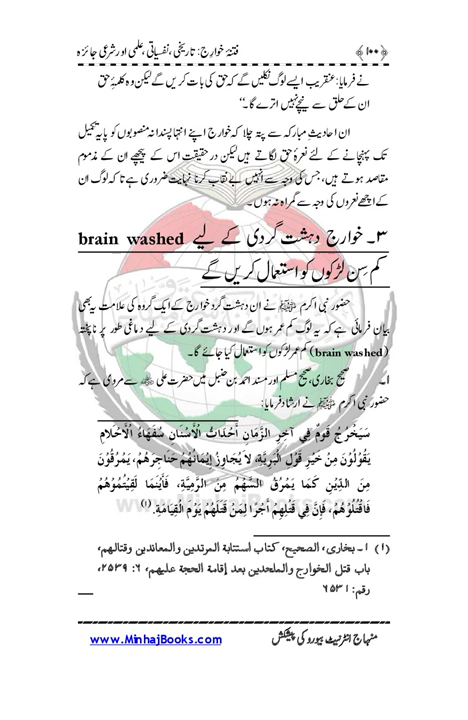 ﴿۱۰۰﴾ فتنۂ خوارِج: تاریخی، نفسیاتی، علمی اور شرعی جائزہ
نے فرمایا: عنقریب ایسے لوگ نکلیں گے کہ حق کی بات کریں گے لیکن وہ کلمۂ حق
ان کے حلق سے نیچے نہیں اترے گا۔‘‘
ان احادیثِ مبارکہ سے پتہ چلا کہ خوارج اپنے انتہا پسندانہ منصوبوں کو پایۂ تکمیل
تک پہنچانے کے لئے نعرۂ حق لگاتے ہیں لیکن درحقیقت اس کے پیچھے ان کے مذموم
مقاصد ہوتے ہیں، جس کی وجہ سے انہیں بے نقاب کرنا نہایت ضروری ہے تاکہ لوگ ان
کے اچھے نعروں کی وجہ سے گمراہ نہ ہوں۔
۳۔ خوارج دہشت گردی کے لیے brain washed
کم سِن لڑکوں کو استعمال کریں گے
حضور نبی اکرم ﷺ نے ان دہشت گرد خوارج کے ایک گروہ کی علامت یہ بھی
بیان فرمائی ہے کہ یہ لوگ کم عمر ہوں گے اور دہشت گردی کے لیے دماغی طور پر ناپختہ
(brain washed) کم عمر لڑکوں کو استعمال کیا جائے گا۔
۱۔ صحیح بخاری، صحیح مسلم اور مسند احمد بن حنبل میں حضرت علی ؓ سے مروی ہے کہ
حضور نبی اکرم ﷺ نے ارشاد فرمایا:
سَيَخْرُجُ قَومٌ فِي آخِرِ الزَّمَانِ أَحْدَاثُ الْأَسْنَانِ سُفَهَاءُ الْأَحْلَامِ
يَقُوْلُوْنَ مِنْ خَيْرِ قَوْلِ الْبَرِيَّةِ، لَا يُجَاوِزُ إِيْمَانُهُمْ حَنَاجِرَهُمْ، يَمْرُقُوْنَ
مِنَ الدِّيْنِ كَمَا يَمْرُقُ السَّهْمُ مِنَ الرَّمِيَّةِ، فَأَيْنَمَا لَقِيْتُمُوْهُمْ
فَاقْتُلُوْهُمْ، فَإِنَّ فِي قَتْلِهِمْ أَجْرًا لِمَنْ قَتَلَهُمْ يَوْمَ الْقِيَامَةِ. (۱)
(۱) ۱۔ بخاری، الصحیح، کتاب استتابة المرتدین والمعاندین وقتالھم،
باب قتل الخوارج والملحدین بعد إقامة الحجة علیھم، ۶: ۲۵۳۹،
رقم: ۶۵۳۱
منہاج انٹرنیٹ بیورو کی پیشکش www.MinhajBooks.com